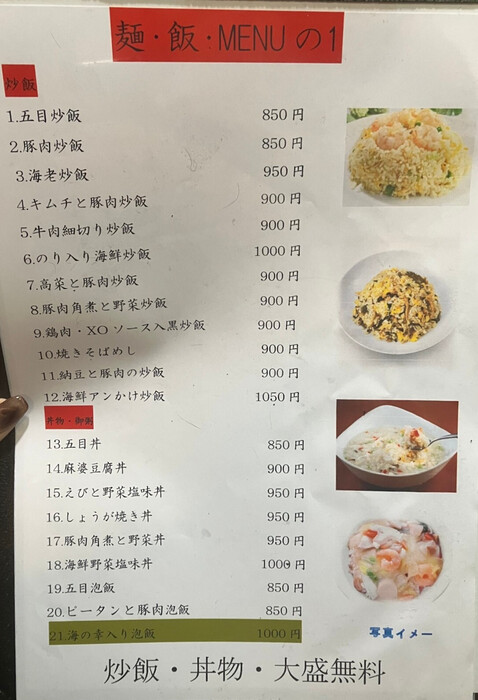 麺・飯・MENUの1
炒飯
1.五目炒飯 850円
2.豚肉炒飯 850円
3.海老炒飯 950円
4.キムチと豚肉炒飯 900円
5.牛肉細切り炒飯 900円
6.のり入り海鮮炒飯 1000円
7.高菜と豚肉炒飯 900円
8.豚肉角煮と野菜炒飯 900円
9.鶏肉・XOソース入黒炒飯 900円
10.焼きそばめし 900円
11.納豆と豚肉の炒飯 900円
12.海鮮アンかけ炒飯 1050円
丼物・御粥
13.五目丼 850円
14.麻婆豆腐丼 900円
15.えびと野菜塩味丼 950円
16.しょうが焼き丼 950円
17.豚肉角煮と野菜丼 950円
18.海鮮野菜塩味丼 1000円
19.五目泡飯 850円
20.ピータンと豚肉泡飯 850円
21.海の幸入り泡飯 1000円
写真イメー
炒飯・丼物・大盛無料